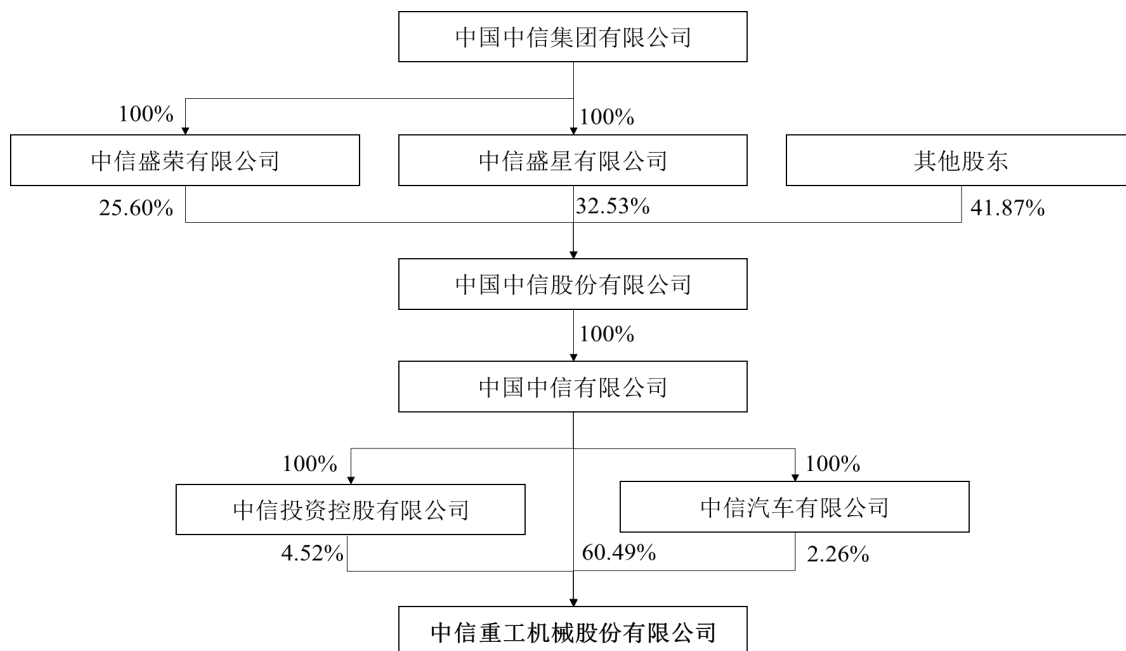 中国中信集团有限公司
100%
100%
中信盛荣有限公司
中信盛星有限公司
其他股东
25.60%
32.53%
41.87%
中国中信股份有限公司
100%
中国中信有限公司
100%
100%
中信投资控股有限公司
中信汽车有限公司
4.52%
60.49%
2.26%
中信重工机械股份有限公司